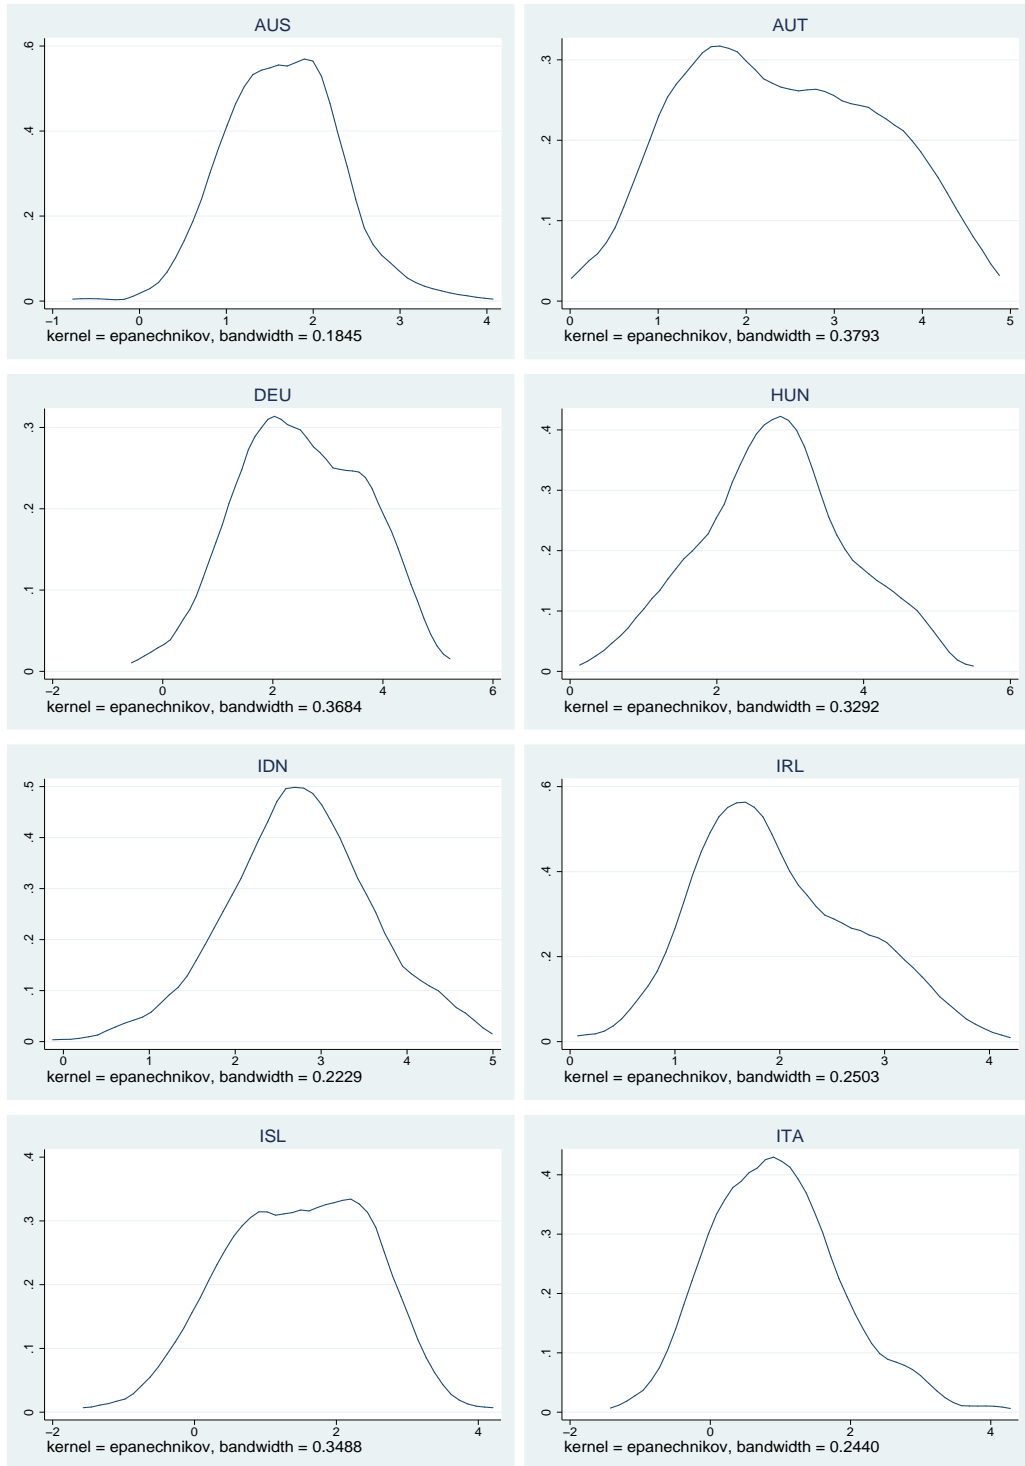 AUS
.6
.4
.2
0
−1 0 1 2 3 4
kernel = epanechnikov, bandwidth = 0.1845
AUT
.3
.2
.1
0
0 1 2 3 4 5
kernel = epanechnikov, bandwidth = 0.3793
DEU
.3
.2
.1
0
−2 0 2 4 6
kernel = epanechnikov, bandwidth = 0.3684
HUN
.4
.3
.2
.1
0
0 2 4 6
kernel = epanechnikov, bandwidth = 0.3292
IDN
.5
.4
.3
.2
.1
0
0 1 2 3 4 5
kernel = epanechnikov, bandwidth = 0.2229
IRL
.6
.4
.2
0
0 1 2 3 4
kernel = epanechnikov, bandwidth = 0.2503
ISL
.4
.3
.2
.1
0
−2 0 2 4
kernel = epanechnikov, bandwidth = 0.3488
ITA
.4
.3
.2
.1
0
−2 0 2 4
kernel = epanechnikov, bandwidth = 0.2440